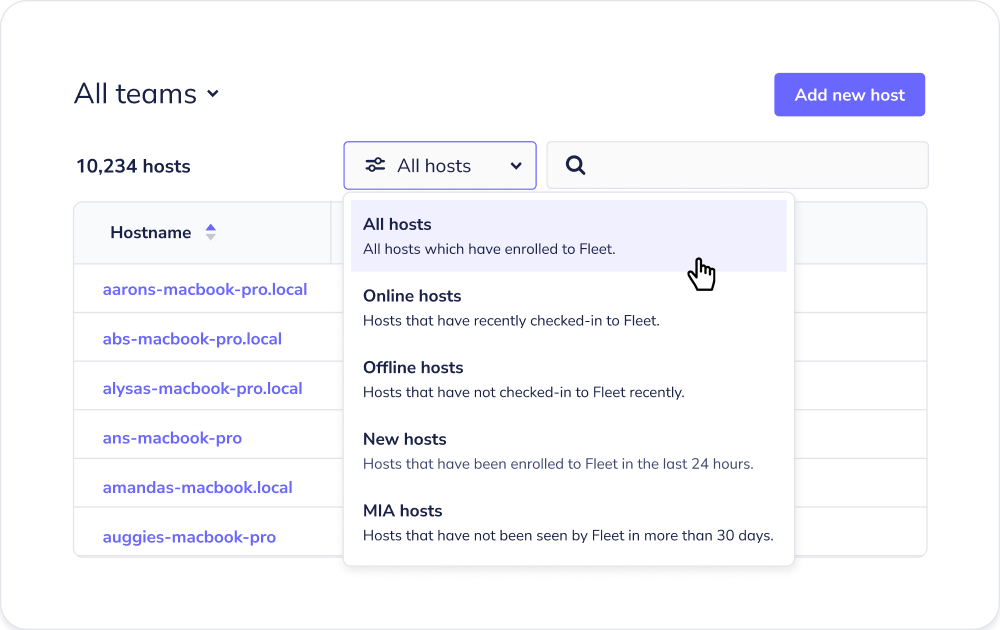 All teams
Add new host
10,234 hosts
All hosts
Hostname
All hosts
All hosts which have enrolled to Fleet.
Online hosts
Hosts that have recently checked-in to Fleet.
Offline hosts
Hosts that have not checked-in to Fleet recently.
New hosts
Hosts that have been enrolled to Fleet in the last 24 hours.
MIA hosts
Hosts that have not been seen by Fleet in more than 30 days.
aarons-macbook-pro.local
abs-macbook-pro.local
alysas-macbook-pro.local
ans-macbook-pro
amandas-macbook.local
auggies-macbook-pro